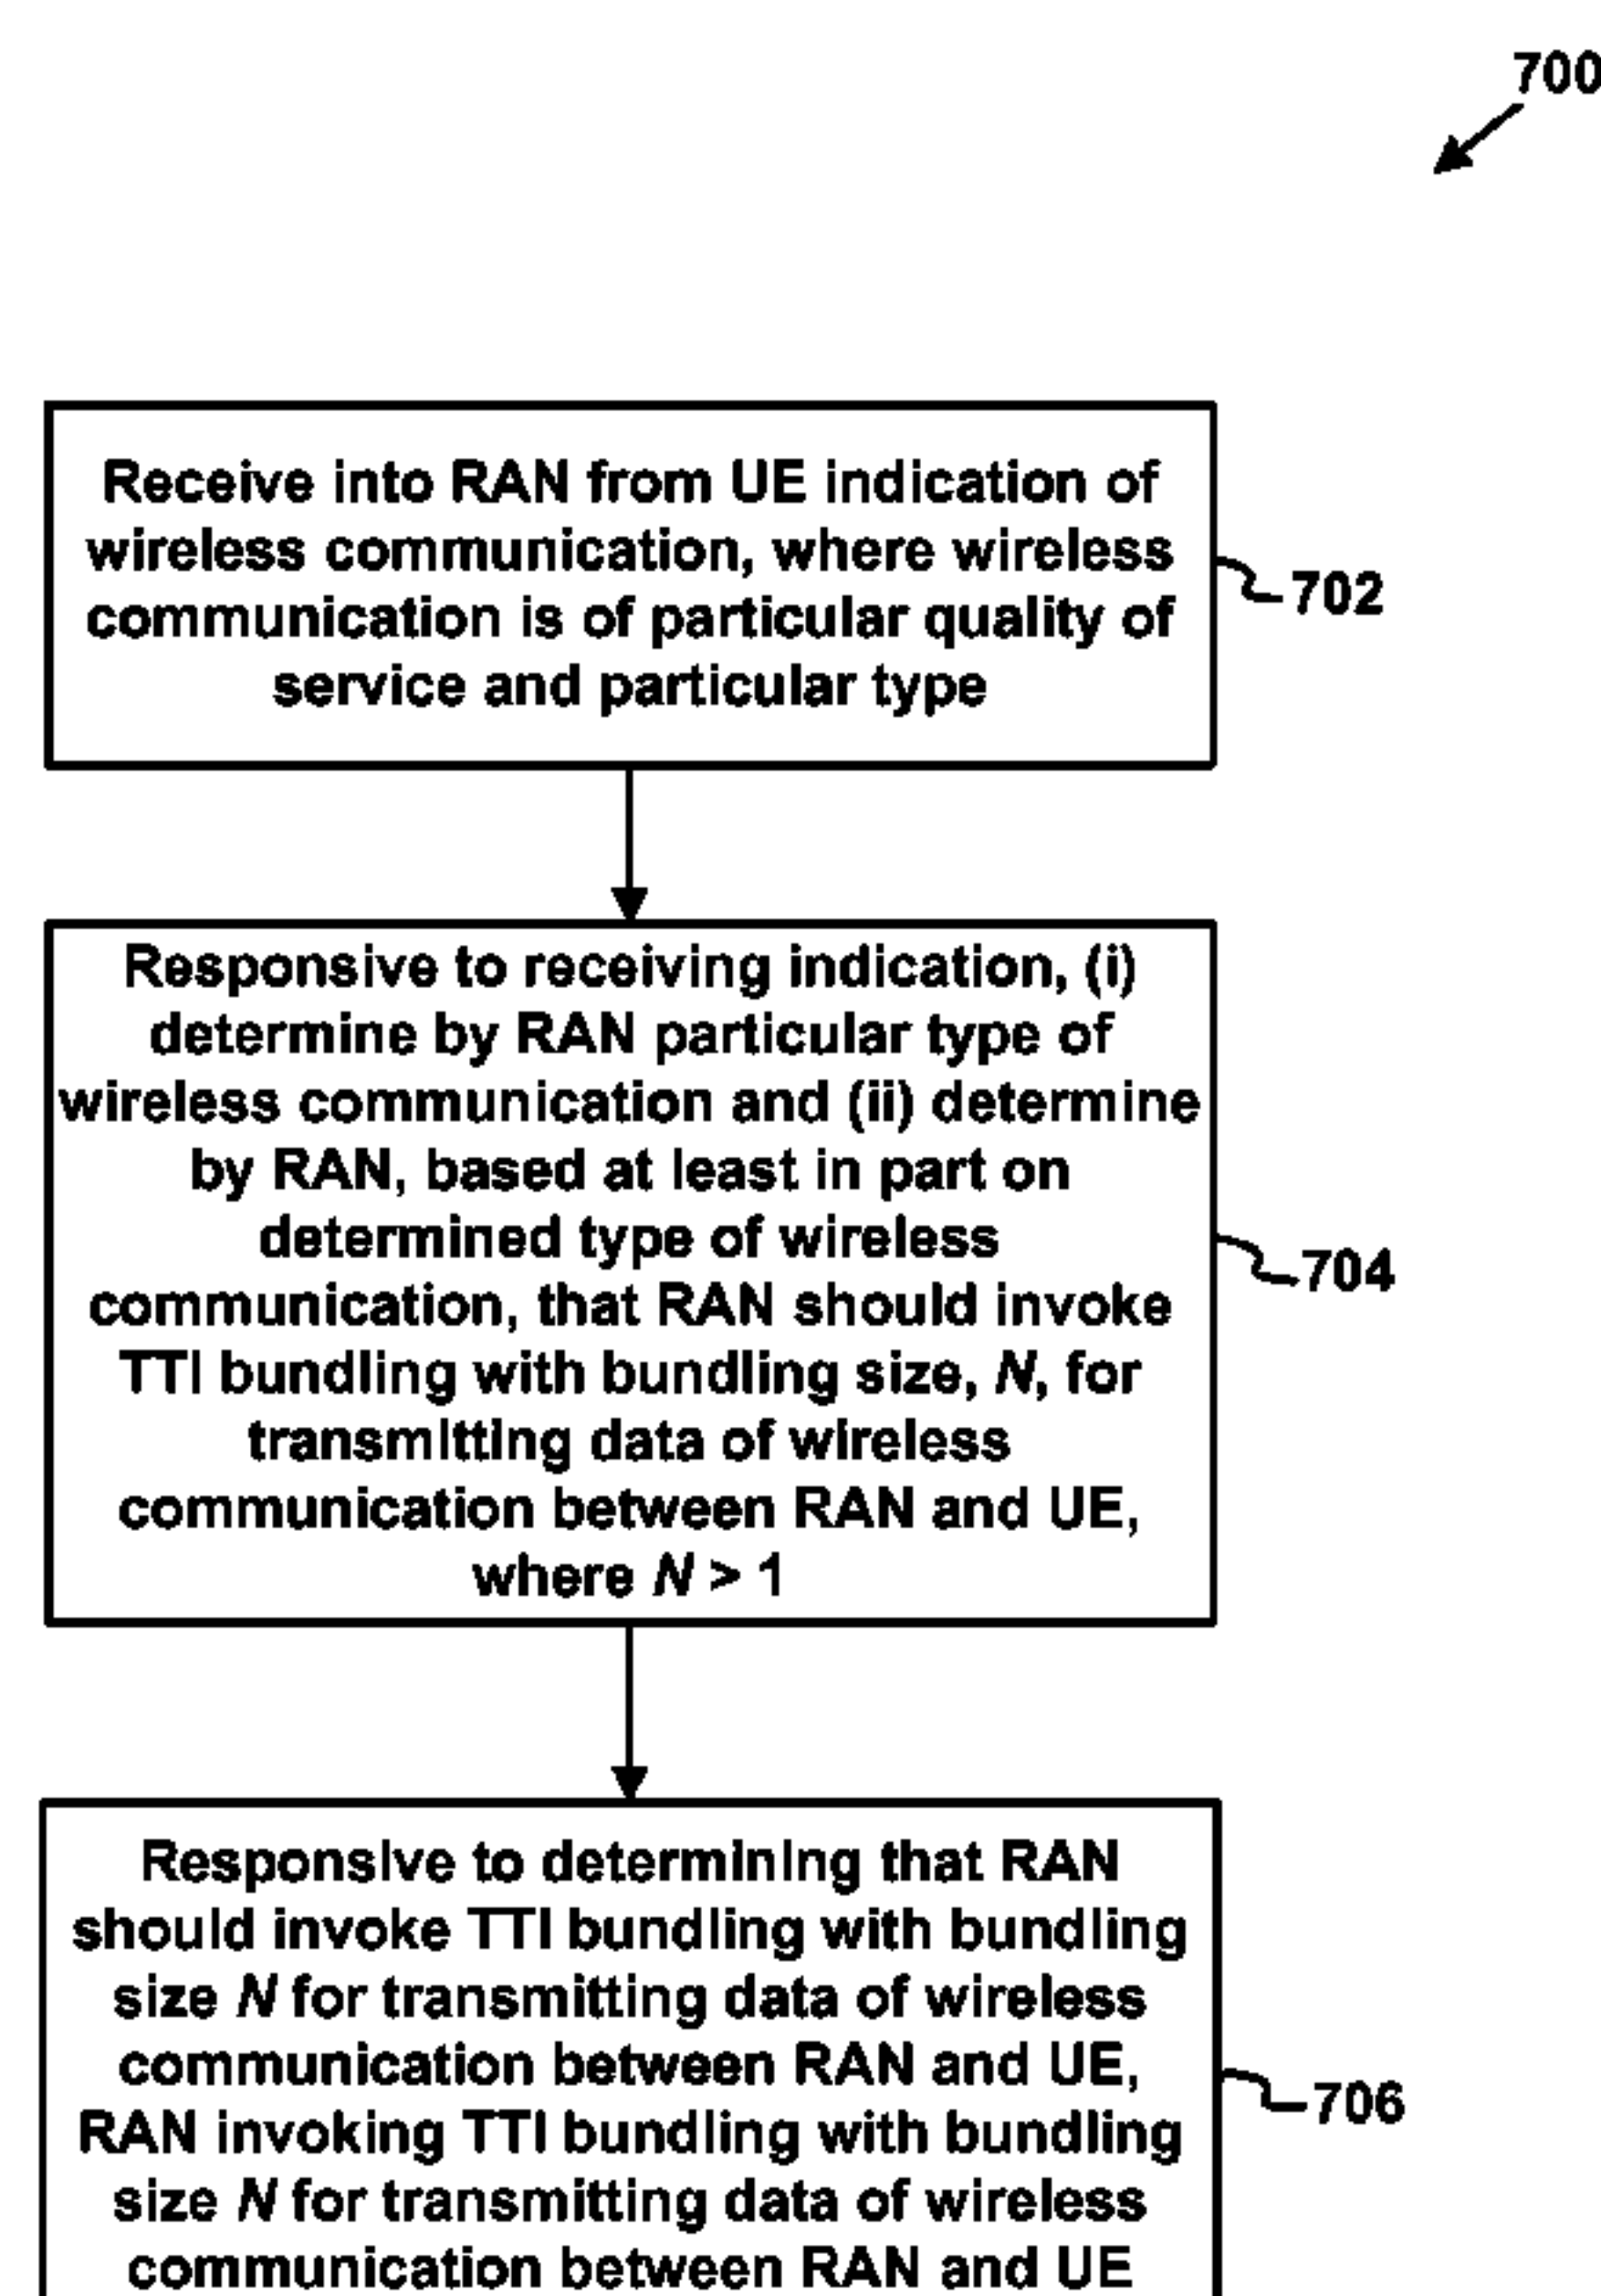 700
Receive into RAN from UE indication of
wireless communication, where wireless
communication is of particular quality of
service and particular type
702
Responsive to receiving indication, (i)
determine by RAN particular type of
wireless communication and (ii) determine
by RAN, based at least in part on
determined type of wireless
communication, that RAN should invoke
TTI bundling with bundling size, N, for
transmitting data of wireless
communication between RAN and UE,
where N > 1
704
Responsive to determining that RAN
should invoke TTI bundling with bundling
size N for transmitting data of wireless
communication between RAN and UE,
RAN invoking TTI bundling with bundling
size N for transmitting data of wireless
communication between RAN and UE
706